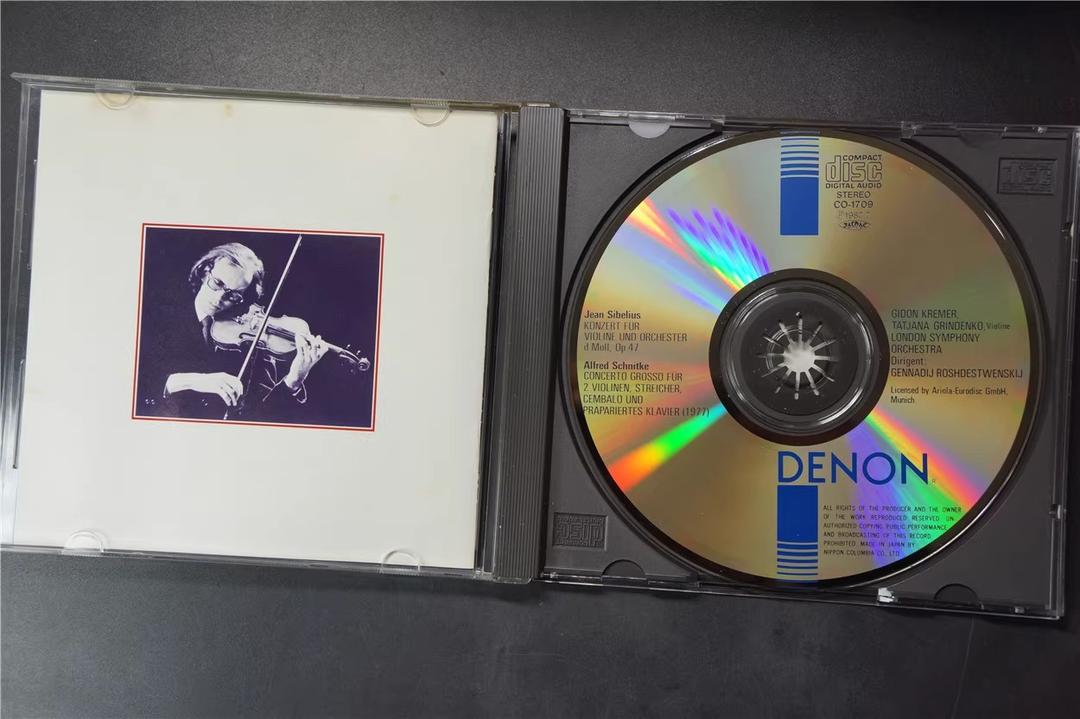 COMPACT
disc
DIGITAL AUDIO
STEREO
CO-1709
Jean Sibelius
KONZERT FÜR
VIOLINE UND ORCHESTER
d Moll, Op 47
Alfred Schnitke
CONCERTO GROSSO FÜR
2 VIOLINEN, STREICHER,
CEMBALO UND
PRÄPARIERTES KLAVIER (1977)
GIDON KREMER,
TATJANA GRINDENKO, Violine
LONDON SYMPHONY
ORCHESTRA
Dirigent:
GENNADIJ ROSHDESTWENSKIJ
Licensed by Ariola-Eurodisc GmbH,
Munich
DENON
ALL RIGHTS OF THE PRODUCER AND THE OWNER
OF THE WORK REPRODUCED RESERVED UN-
AUTHORIZED COPYING PUBLIC PERFORMANCE
AND BROADCASTING OF THIS RECORD
PROHIBITED. MADE IN JAPAN BY
NIPPON COLUMBIA CO., LTD.